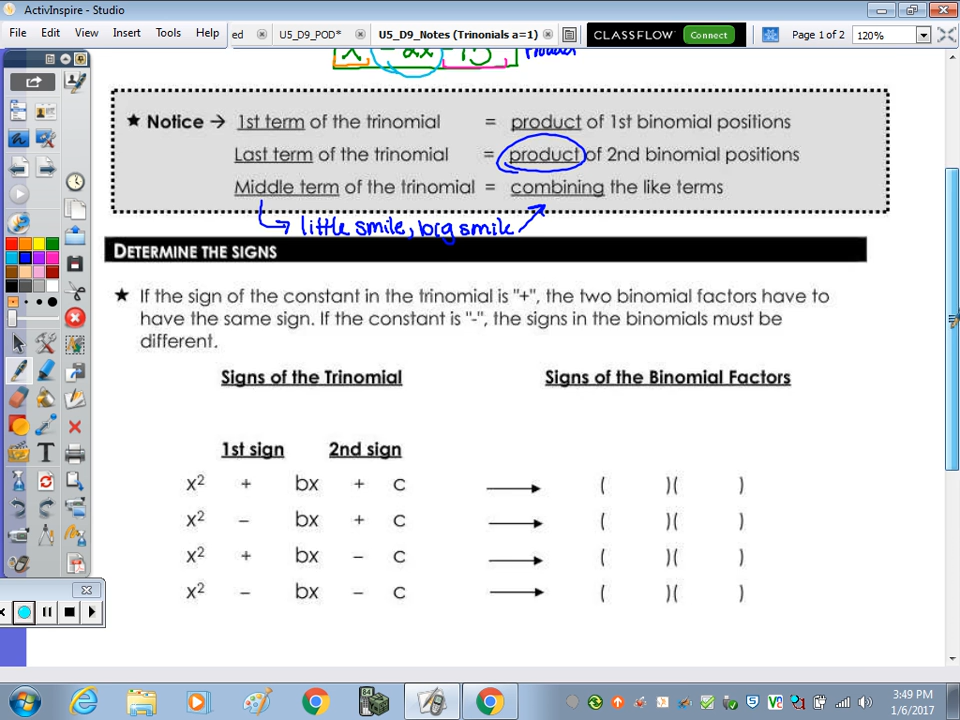 ActivInspire - Studio
File Edit View Insert Tools Help ed U5_D9_POD* U5_D9_Notes (Trinonials a=1) CLASSFLOW Connect Page 1 of 2 120%
x² - 2x - 15 Product
★ Notice → 1st term of the trinomial = product of 1st binomial positions
Last term of the trinomial = product of 2nd binomial positions
Middle term of the trinomial = combining the like terms
little smile, big smile
DETERMINE THE SIGNS
★ If the sign of the constant in the trinomial is "+", the two binomial factors have to
have the same sign. If the constant is "-", the signs in the binomials must be
different.
Signs of the Trinomial Signs of the Binomial Factors
1st sign 2nd sign
x² + bx + c → ( )( )
x² – bx + c → ( )( )
x² + bx – c → ( )( )
x² – bx – c → ( )( )
3:49 PM
1/6/2017